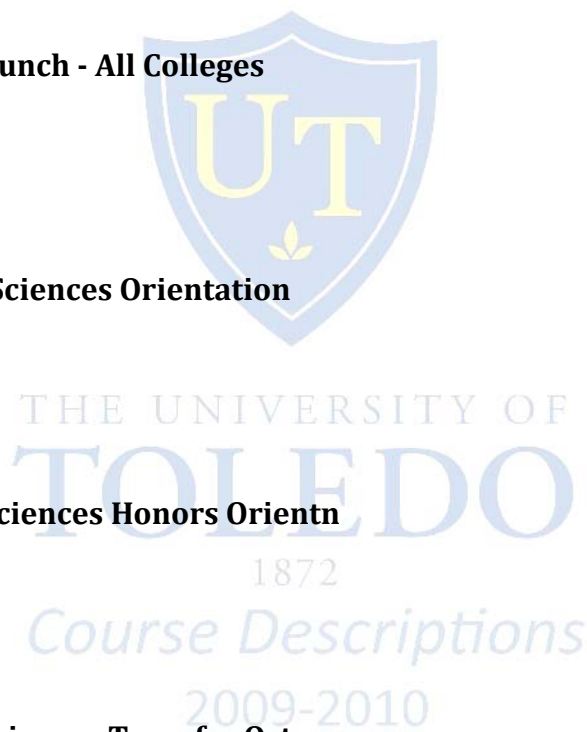 unch - All Colleges
UT
Sciences Orientation
THE UNIVERSITY OF
TOLEDO
ciences Honors Orientn
1872
Course Descriptions
2009-2010